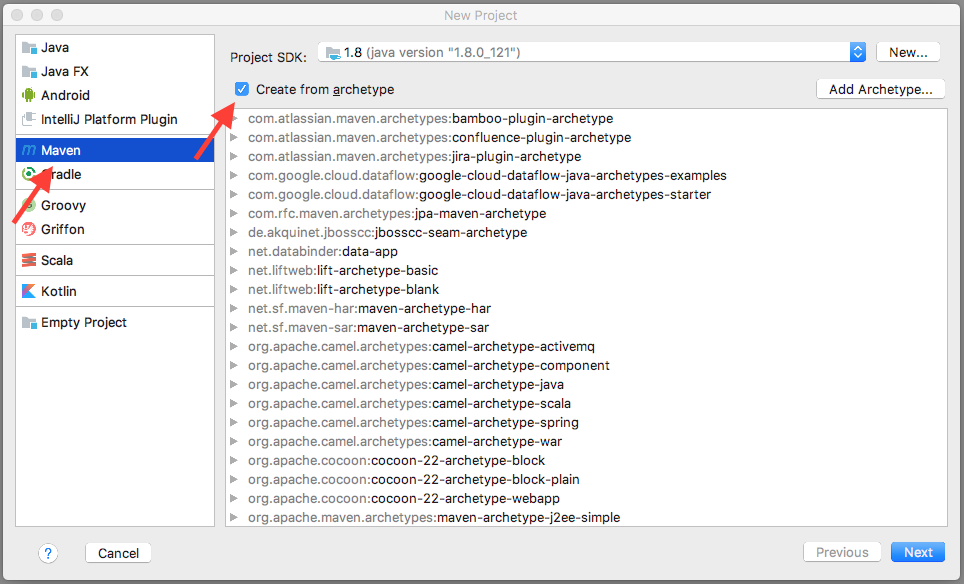 New Project
Java
Java FX
Android
IntelliJ Platform Plugin
Maven
Gradle
Groovy
Griffon
Scala
Kotlin
Empty Project
Project SDK: 1.8 (java version "1.8.0_121") New...
Create from archetype Add Archetype...
com.atlassian.maven.archetypes:bamboo-plugin-archetype
com.atlassian.maven.archetypes:confluence-plugin-archetype
com.atlassian.maven.archetypes:jira-plugin-archetype
com.google.cloud.dataflow:google-cloud-dataflow-java-archetypes-examples
com.google.cloud.dataflow:google-cloud-dataflow-java-archetypes-starter
com.rfc.maven.archetypes:jpa-maven-archetype
de.akquinet.jbosscc:jbosscc-seam-archetype
net.databinder:data-app
net.liftweb:lift-archetype-basic
net.liftweb:lift-archetype-blank
net.sf.maven-har:maven-archetype-har
net.sf.maven-sar:maven-archetype-sar
org.apache.camel.archetypes:camel-archetype-activemq
org.apache.camel.archetypes:camel-archetype-component
org.apache.camel.archetypes:camel-archetype-java
org.apache.camel.archetypes:camel-archetype-scala
org.apache.camel.archetypes:camel-archetype-spring
org.apache.camel.archetypes:camel-archetype-war
org.apache.cocoon:cocoon-22-archetype-block
org.apache.cocoon:cocoon-22-archetype-block-plain
org.apache.cocoon:cocoon-22-archetype-webapp
org.apache.maven.archetypes:maven-archetype-j2ee-simple
? Cancel Previous Next